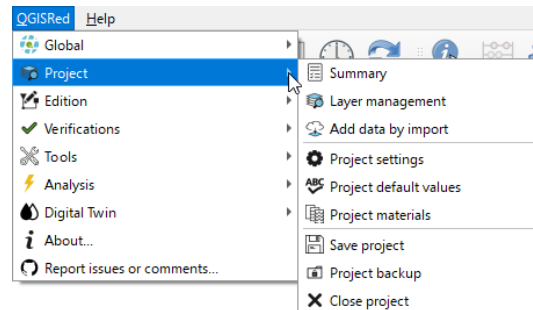 QGISRed Help
Global
Project
Edition
Verifications
Tools
Analysis
Digital Twin
About...
Report issues or comments...
Summary
Layer management
Add data by import
Project settings
ABC Project default values
Project materials
Save project
Project backup
Close project